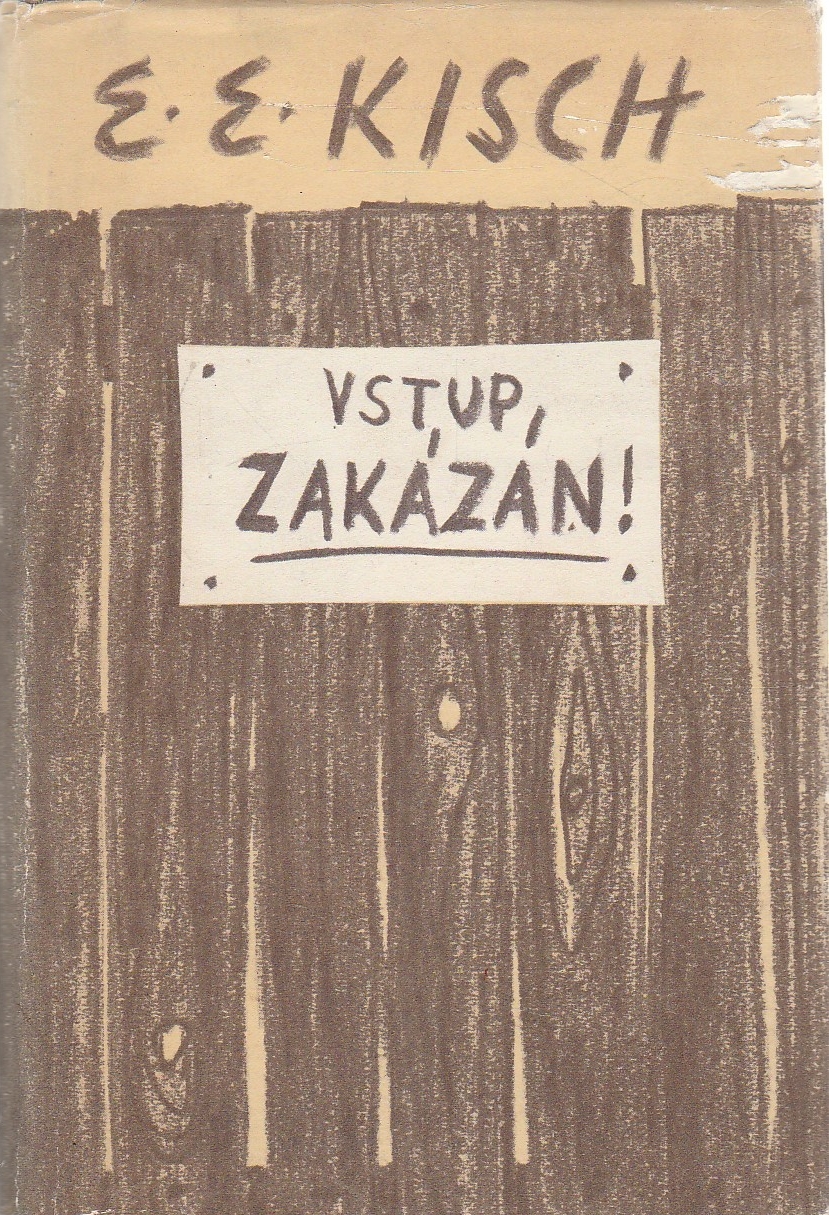 E. E. KISCH
VSTUP
ZAKÁZÁN!